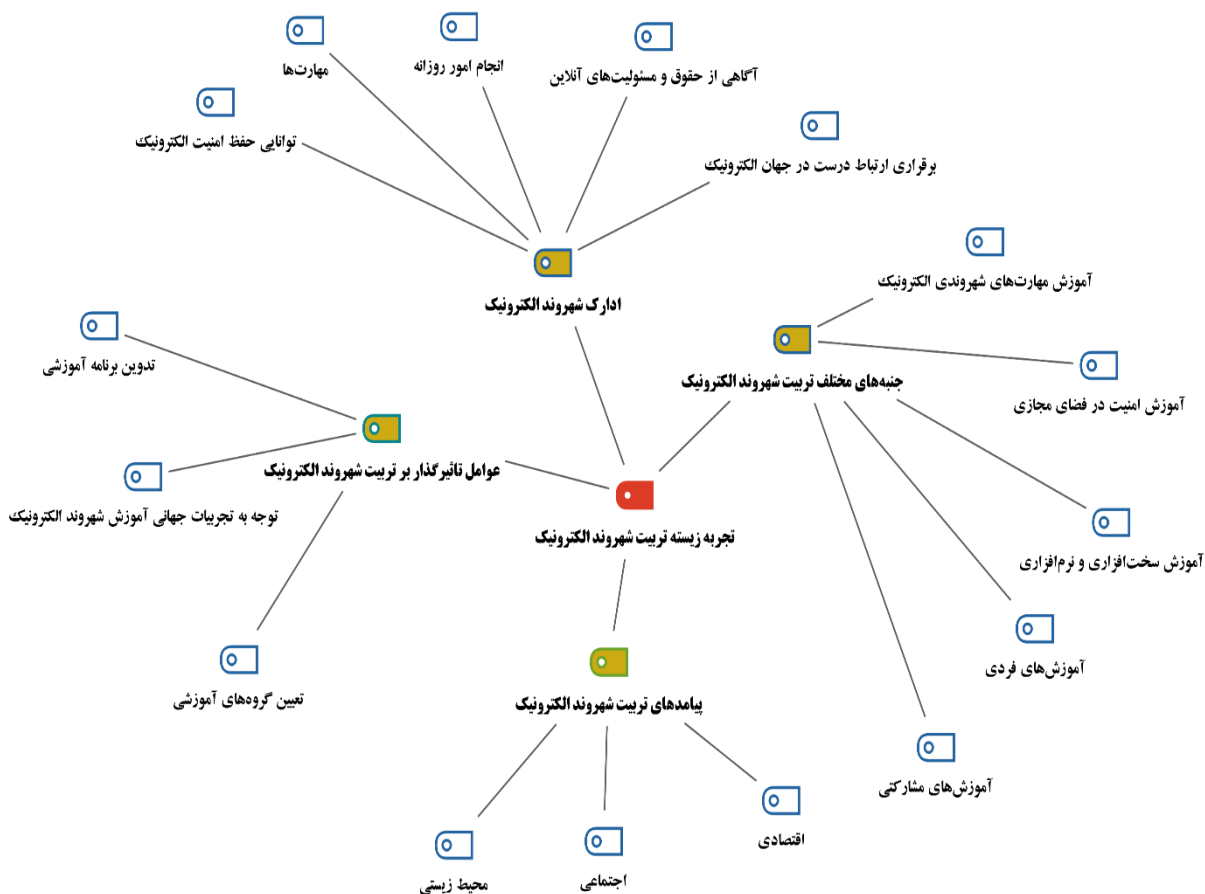 مهارت‌ها
انجام امور روزانه
آگاهی از حقوق و مسئولیت‌های آنلاین
توانایی حفظ امنیت الکترونیک
برقراری ارتباط درست در جهان الکترونیک
آموزش مهارت‌های شهروندی الکترونیک
ادارک شهروند الکترونیک
تدوین برنامه آموزشی
جنبه‌های مختلف تربیت شهروند الکترونیک
آموزش امنیت در فضای مجازی
عوامل تاثیرگذار بر تربیت شهروند الکترونیک
توجه به تجربیات جهانی آموزش شهروند الکترونیک
تجربه زیسته تربیت شهروند الکترونیک
آموزش سخت‌افزاری و نرم‌افزاری
آموزش‌های فردی
تعیین گروه‌های آموزشی
پیامدهای تربیت شهروند الکترونیک
آموزش‌های مشارکتی
اقتصادی
اجتماعی
محیط زیستی